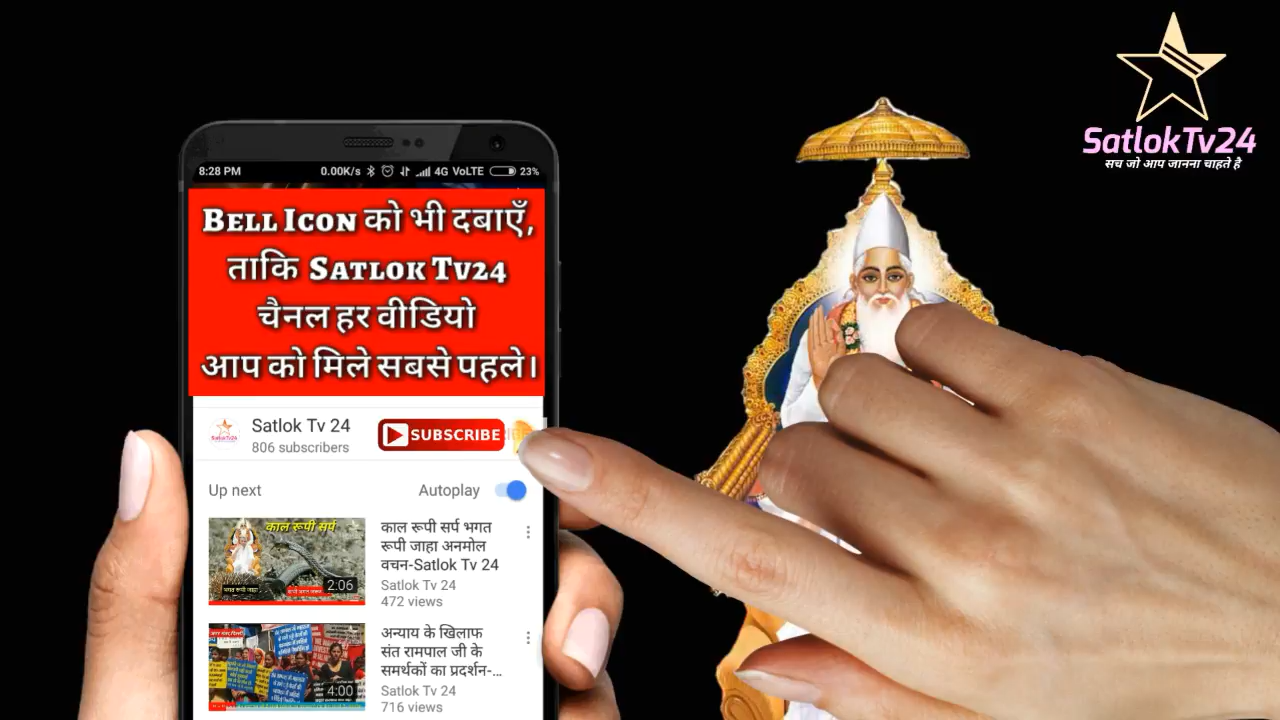 SatlokTv24
सच जो आप जानना चाहते है
8:28 PM 0.00K/s 4G VoLTE 23%
BELL ICON को भी दबाएँ,
ताकि SATLOK TV24
चैनल हर वीडियो
आप को मिले सबसे पहले।
Satlok Tv 24
806 subscribers
SUBSCRIBE
Up next Autoplay
काल रूपी सर्प
2:06
काल रूपी सर्प भगत
रूपी जाहा अनमोल
वचन-Satlok Tv 24
Satlok Tv 24
472 views
4:00
अन्याय के खिलाफ
संत रामपाल जी के
समर्थकों का प्रदर्शन-...
Satlok Tv 24
716 views